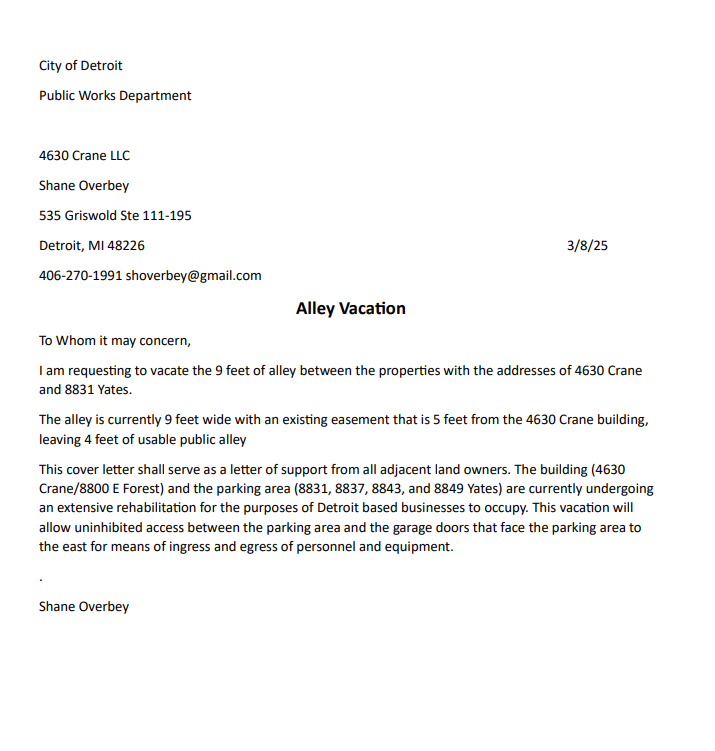 City of Detroit
Public Works Department
4630 Crane LLC
Shane Overbey
535 Griswold Ste 111-195
Detroit, MI 48226 3/8/25
406-270-1991 shoverbey@gmail.com
Alley Vacation
To Whom it may concern,
I am requesting to vacate the 9 feet of alley between the properties with the addresses of 4630 Crane
and 8831 Yates.
The alley is currently 9 feet wide with an existing easement that is 5 feet from the 4630 Crane building,
leaving 4 feet of usable public alley
This cover letter shall serve as a letter of support from all adjacent land owners. The building (4630
Crane/8800 E Forest) and the parking area (8831, 8837, 8843, and 8849 Yates) are currently undergoing
an extensive rehabilitation for the purposes of Detroit based businesses to occupy. This vacation will
allow uninhibited access between the parking area and the garage doors that face the parking area to
the east for means of ingress and egress of personnel and equipment.
.
Shane Overbey